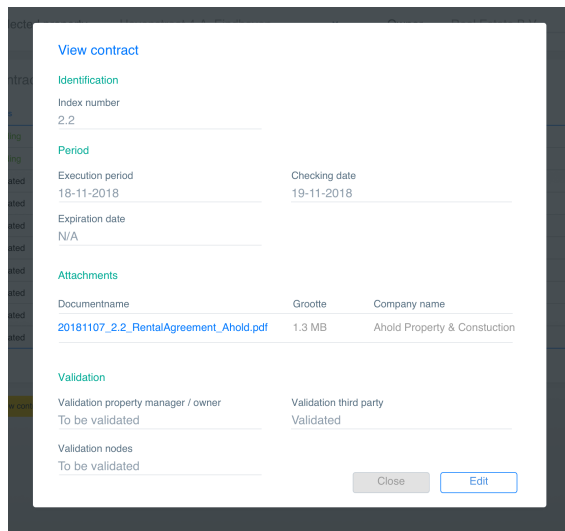 View contract
Identification
Index number
2.2
Period
Execution period Checking date
18-11-2018 19-11-2018
Expiration date
N/A
Attachments
Documentname Grootte Company name
20181107_2.2_RentalAgreement_Ahold.pdf 1.3 MB Ahold Property & Constuction
Validation
Validation property manager / owner Validation third party
To be validated Validated
Validation nodes
To be validated
Close Edit